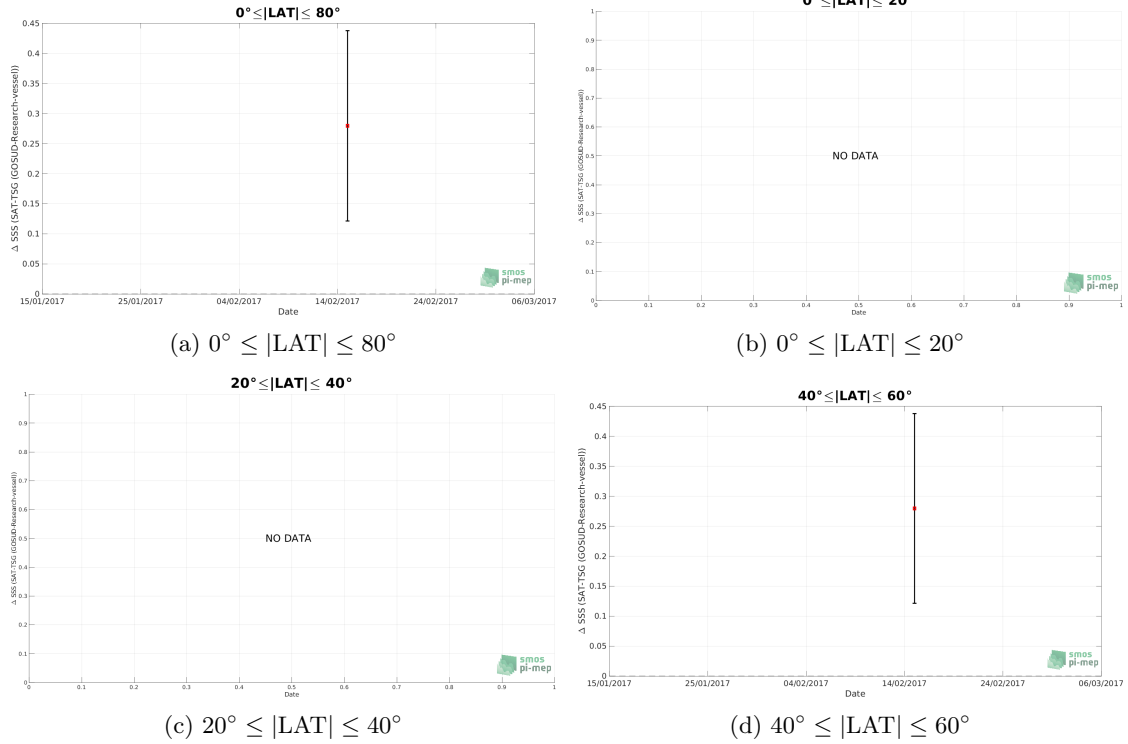 0°≤|LAT|≤ 80°
0.45
0.4
0.35
0.3
0.25
0.2
0.15
0.1
0.05
0
Δ SSS (SAT-TSG (GOSUD-Research-vessel))
15/01/2017 25/01/2017 04/02/2017 14/02/2017 24/02/2017 06/03/2017
Date
smos
pi-mep
(a) 0° ≤ |LAT| ≤ 80°
0°≤|LAT|≤ 20°
1
0.9
0.8
0.7
0.6
0.5
0.4
0.3
0.2
0.1
0
Δ SSS (SAT-TSG (GOSUD-Research-vessel))
NO DATA
0 0.1 0.2 0.3 0.4 0.5 0.6 0.7 0.8 0.9 1
Date
smos
pi-mep
(b) 0° ≤ |LAT| ≤ 20°
20°≤|LAT|≤ 40°
1
0.9
0.8
0.7
0.6
0.5
0.4
0.3
0.2
0.1
0
Δ SSS (SAT-TSG (GOSUD-Research-vessel))
NO DATA
0 0.1 0.2 0.3 0.4 0.5 0.6 0.7 0.8 0.9 1
Date
smos
pi-mep
(c) 20° ≤ |LAT| ≤ 40°
40°≤|LAT|≤ 60°
0.45
0.4
0.35
0.3
0.25
0.2
0.15
0.1
0.05
0
Δ SSS (SAT-TSG (GOSUD-Research-vessel))
15/01/2017 25/01/2017 04/02/2017 14/02/2017 24/02/2017 06/03/2017
Date
smos
pi-mep
(d) 40° ≤ |LAT| ≤ 60°